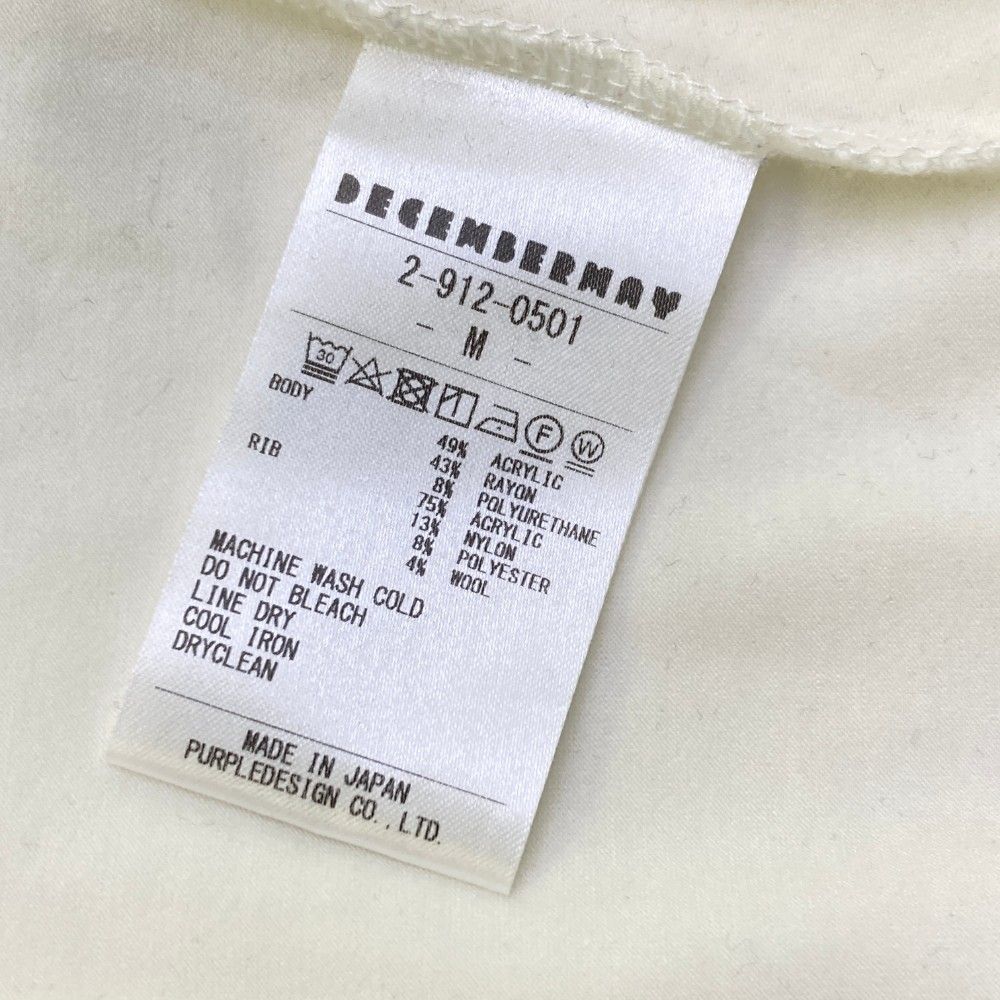 DECEMBERMAY
2-912-0501
- M -
30 F W
BODY
49% ACRYLIC
43% RAYON
8% POLYURETHANE
RIB
75% ACRYLIC
13% NYLON
8% POLYESTER
4% WOOL
MACHINE WASH COLD
DO NOT BLEACH
LINE DRY
COOL IRON
DRYCLEAN
MADE IN JAPAN
PURPLEDESIGN CO.,LTD.